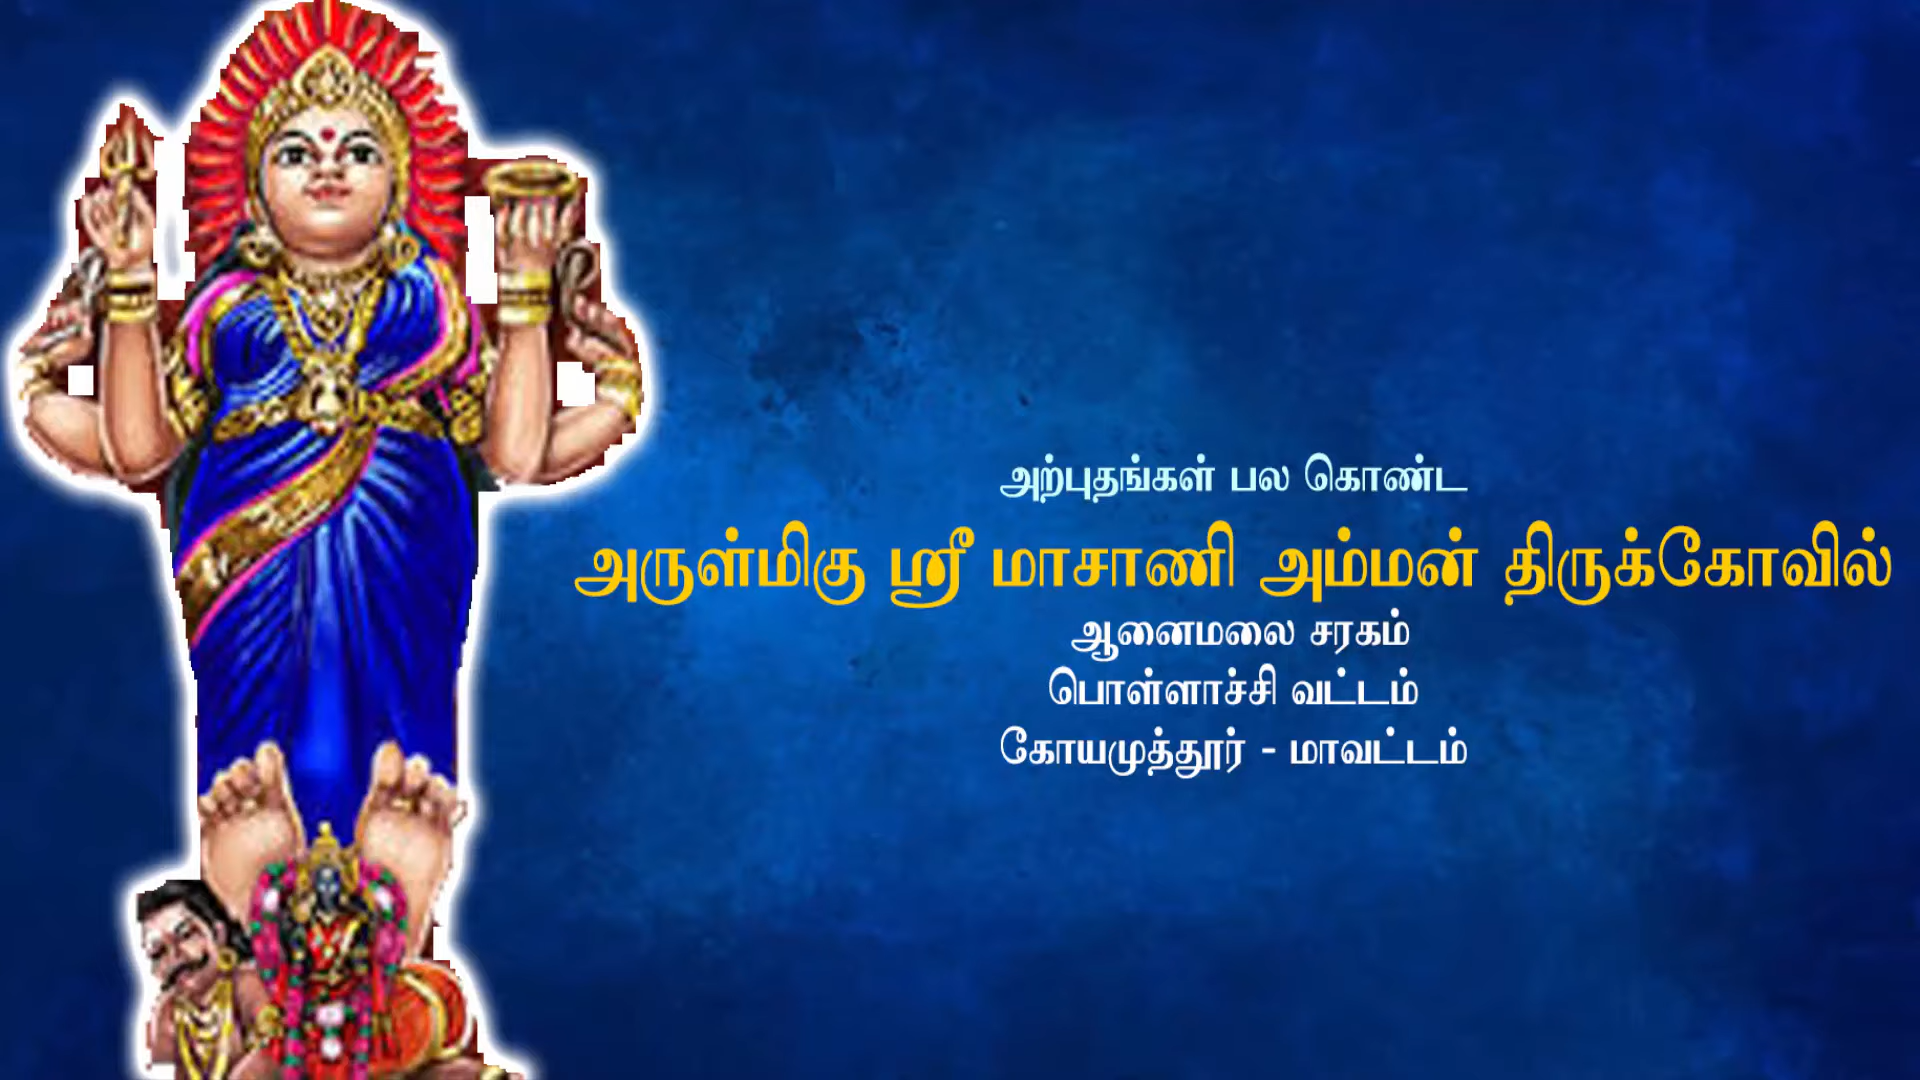 அற்புதங்கள் பல கொண்ட
அருள்மிகு ஸ்ரீ மாசாணி அம்மன் திருக்கோவில்
ஆனைமலை சரகம்
பொள்ளாச்சி வட்டம்
கோயமுத்தூர் - மாவட்டம்